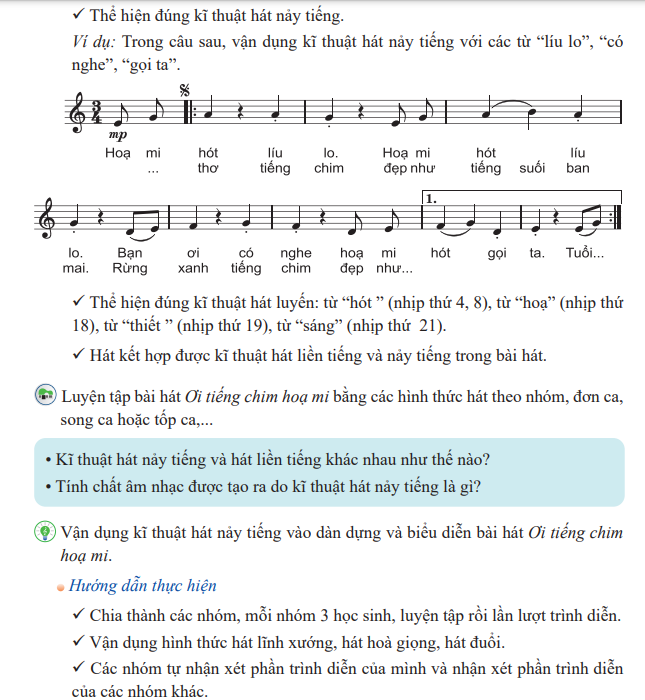 ✓ Thể hiện đúng kĩ thuật hát nảy tiếng.
Ví dụ: Trong câu sau, vận dụng kĩ thuật hát nảy tiếng với các từ “líu lo”, “có
nghe”, “gọi ta”.
3
4
mp
Hoạ mi hót líu lo. Hoạ mi hót líu
... thơ tiếng chim đẹp như tiếng suối ban
1.
lo. Bạn ơi có nghe hoạ mi hót gọi ta. Tuổi...
mai. Rừng xanh tiếng chim đẹp như...
✓ Thể hiện đúng kĩ thuật hát luyến: từ “hót ” (nhịp thứ 4, 8), từ “hoạ” (nhịp thứ
18), từ “thiết ” (nhịp thứ 19), từ “sáng” (nhịp thứ 21).
✓ Hát kết hợp được kĩ thuật hát liền tiếng và nảy tiếng trong bài hát.
Luyện tập bài hát Ơi tiếng chim hoạ mi bằng các hình thức hát theo nhóm, đơn ca,
song ca hoặc tốp ca,...
• Kĩ thuật hát nảy tiếng và hát liền tiếng khác nhau như thế nào?
• Tính chất âm nhạc được tạo ra do kĩ thuật hát nảy tiếng là gì?
Vận dụng kĩ thuật hát nảy tiếng vào dàn dựng và biểu diễn bài hát Ơi tiếng chim
hoạ mi.
Hướng dẫn thực hiện
✓ Chia thành các nhóm, mỗi nhóm 3 học sinh, luyện tập rồi lần lượt trình diễn.
✓ Vận dụng hình thức hát lĩnh xướng, hát hoà giọng, hát đuổi.
✓ Các nhóm tự nhận xét phần trình diễn của mình và nhận xét phần trình diễn
của các nhóm khác.